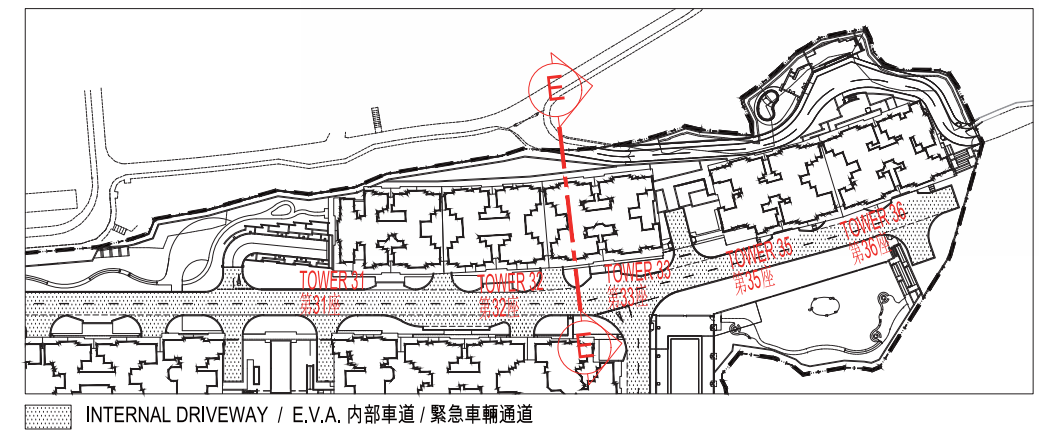 E
TOWER 31
第31座
TOWER 32
第32座
TOWER 33
第33座
TOWER 35
第35座
TOWER 36
第36座
E
INTERNAL DRIVEWAY / E.V.A. 內部車道 / 緊急車輛通道